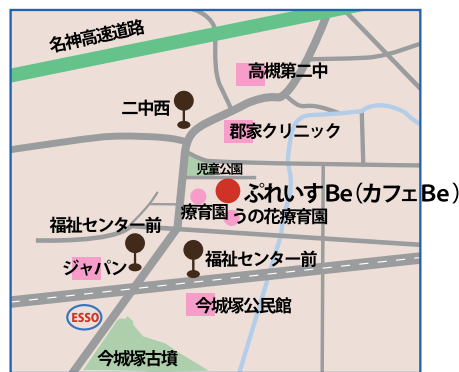 名神高速道路
高槻第二中
二中西
郡家クリニック
児童公園
ぷれいすBe(カフェBe)
療育園
うの花療育園
福祉センター前
福祉センター前
ジャパン
今城塚公民館
ESSO
今城塚古墳